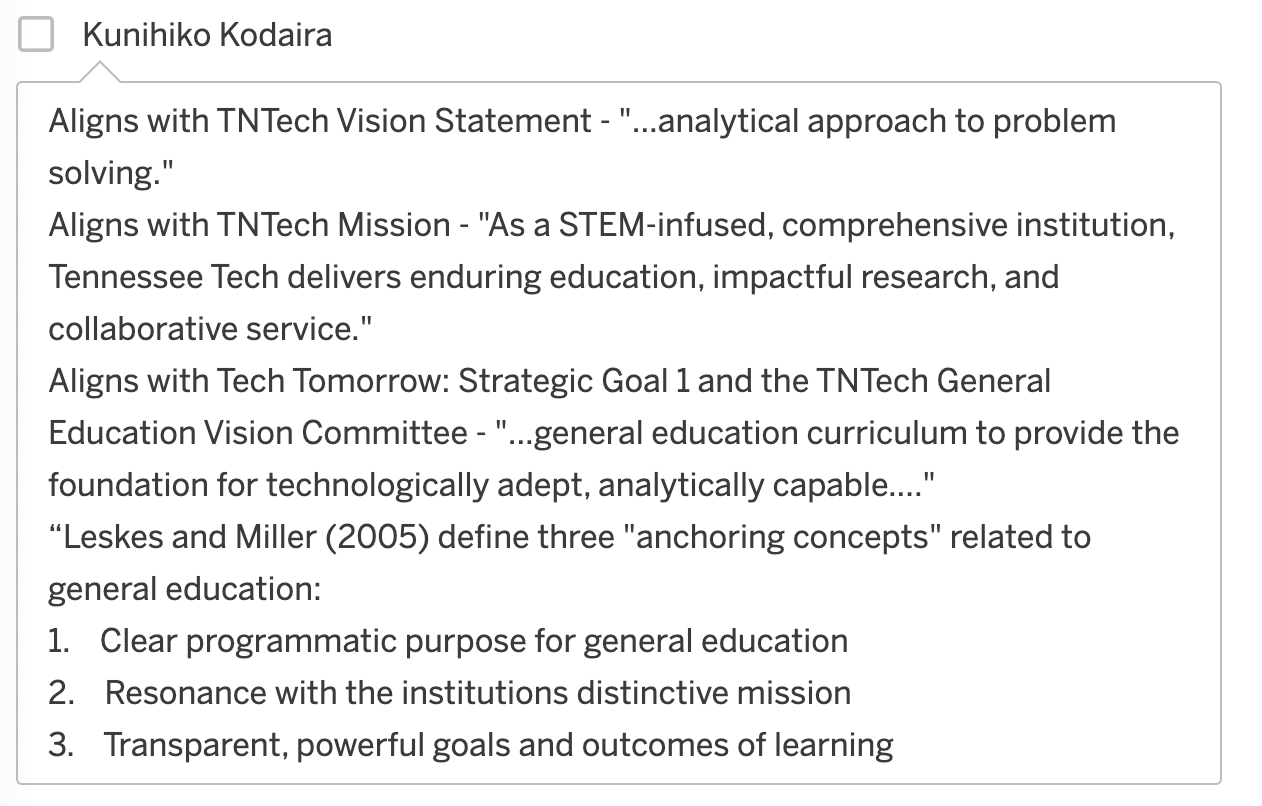 Kunihiko Kodaira
Aligns with TNTech Vision Statement - "...analytical approach to problem
solving."
Aligns with TNTech Mission - "As a STEM-infused, comprehensive institution,
Tennessee Tech delivers enduring education, impactful research, and
collaborative service."
Aligns with Tech Tomorrow: Strategic Goal 1 and the TNTech General
Education Vision Committee - "...general education curriculum to provide the
foundation for technologically adept, analytically capable...."
“Leskes and Miller (2005) define three "anchoring concepts" related to
general education:
1. Clear programmatic purpose for general education
2. Resonance with the institutions distinctive mission
3. Transparent, powerful goals and outcomes of learning